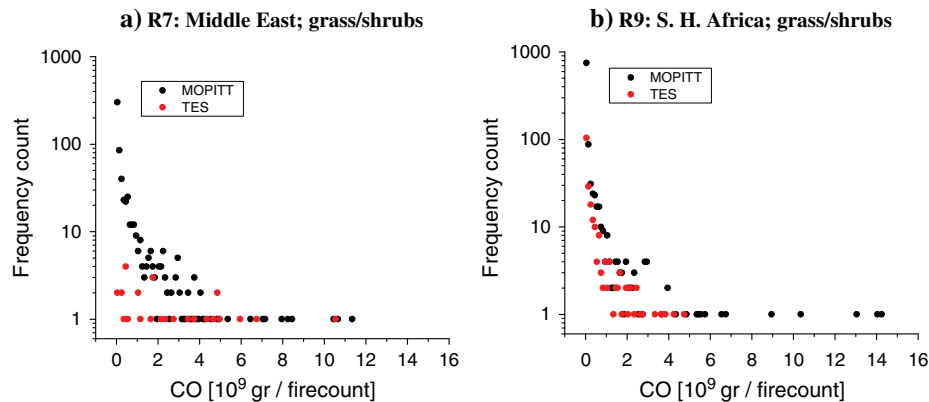 a) R7: Middle East; grass/shrubs
1000
100
10
1
Frequency count
MOPITT
TES
0 2 4 6 8 10 12 14 16
CO [10⁹ gr / firecount]
b) R9: S. H. Africa; grass/shrubs
1000
100
10
1
Frequency count
MOPITT
TES
0 2 4 6 8 10 12 14 16
CO [10⁹ gr / firecount]